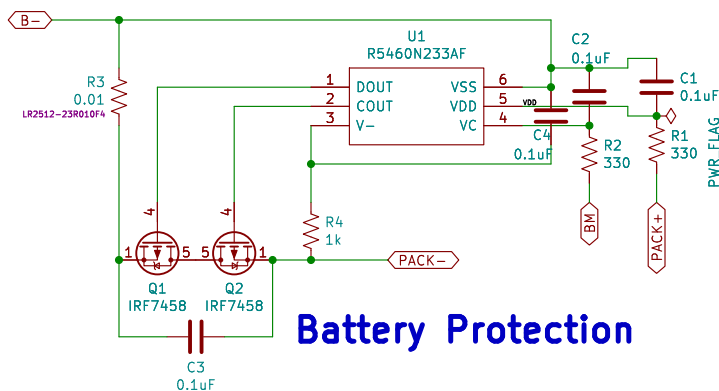 B-
U1
R5460N233AF
R3
0.01
LR2512-23R010F4
1 DOUT VSS 6
2 COUT VDD 5 VDD
3 V- VC 4
C2
0.1uF
C1
0.1uF
C4
0.1uF
R2
330
R1
330
PWR_FLAG
BM
PACK+
R4
1k
PACK-
4
1 5
Q1
IRF7458
4
5 1
Q2
IRF7458
C3
0.1uF
Battery Protection